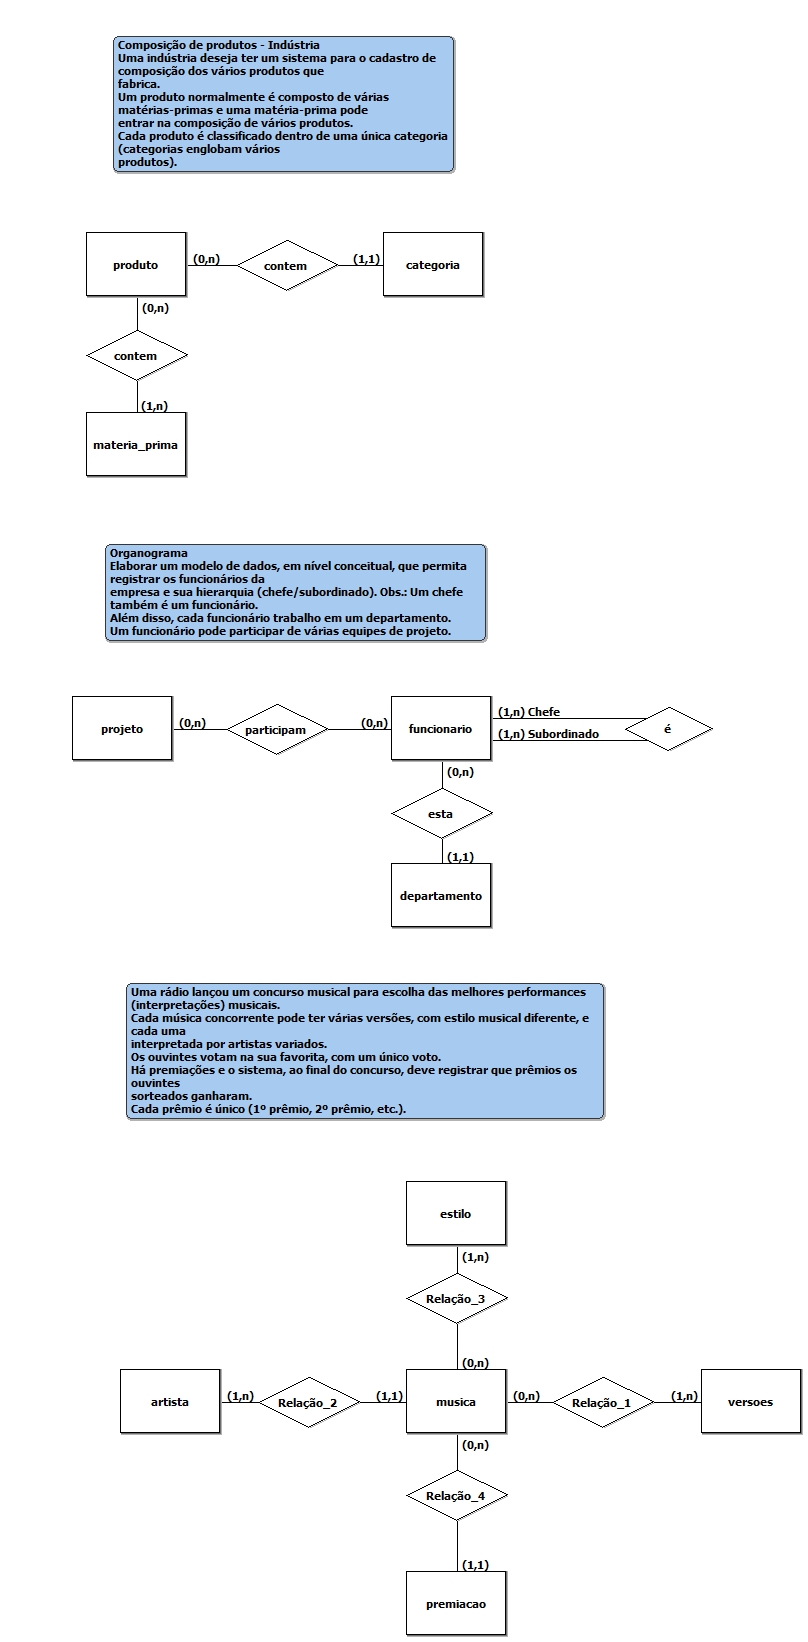 Composição de produtos - Indústria
Uma indústria deseja ter um sistema para o cadastro de
composição dos vários produtos que
fabrica.
Um produto normalmente é composto de várias
matérias-primas e uma matéria-prima pode
entrar na composição de vários produtos.
Cada produto é classificado dentro de uma única categoria
(categorias englobam vários
produtos).
produto
(0,n)
contem
(1,1)
categoria
(0,n)
contem
(1,n)
materia_prima
Organograma
Elaborar um modelo de dados, em nível conceitual, que permita
registrar os funcionários da
empresa e sua hierarquia (chefe/subordinado). Obs.: Um chefe
também é um funcionário.
Além disso, cada funcionário trabalho em um departamento.
Um funcionário pode participar de várias equipes de projeto.
projeto
(0,n)
participam
(0,n)
funcionario
(1,n) Chefe
(1,n) Subordinado
é
(0,n)
esta
(1,1)
departamento
Uma rádio lançou um concurso musical para escolha das melhores performances
(interpretações) musicais.
Cada música concorrente pode ter várias versões, com estilo musical diferente, e
cada uma
interpretada por artistas variados.
Os ouvintes votam na sua favorita, com um único voto.
Há premiações e o sistema, ao final do concurso, deve registrar que prêmios os
ouvintes
sorteados ganharam.
Cada prêmio é único (1º prêmio, 2º prêmio, etc.).
estilo
(1,n)
Relação_3
(0,n)
artista
(1,n)
Relação_2
(1,1)
musica
(0,n)
Relação_1
(1,n)
versoes
(0,n)
Relação_4
(1,1)
premiacao